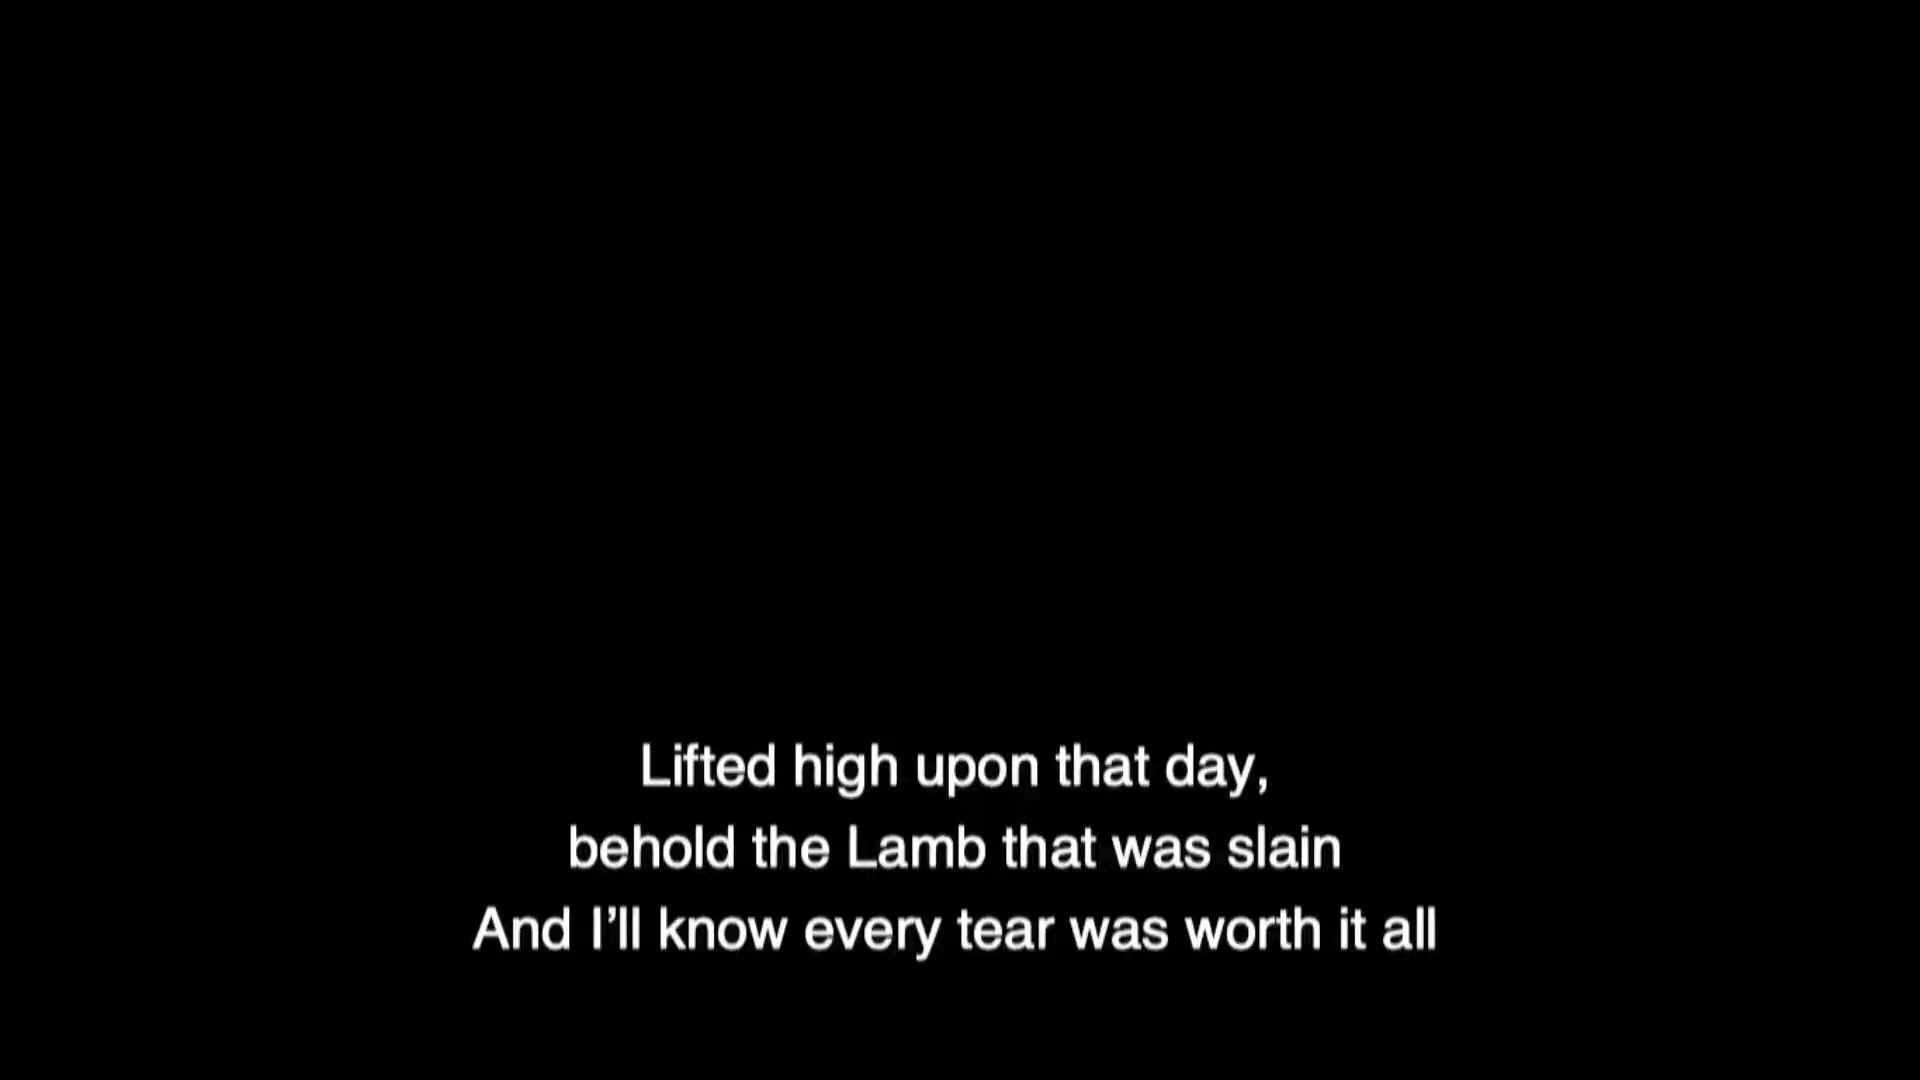 Lifted high upon that day,
behold the Lamb that was slain
And I’ll know every tear was worth it all